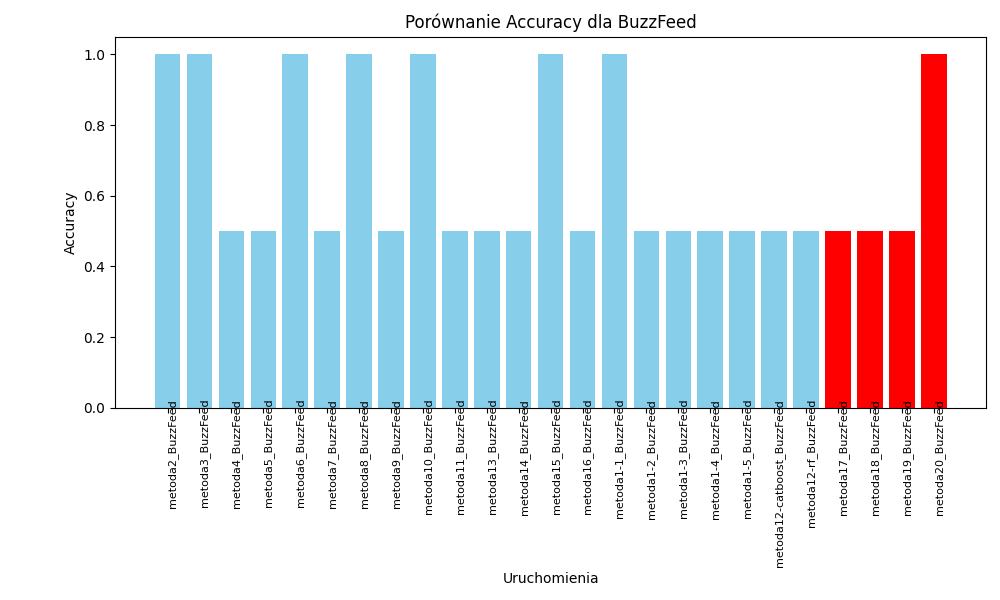 Porównanie Accuracy dla BuzzFeed
Accuracy
1.0
0.8
0.6
0.4
0.2
0.0
metoda2_BuzzFeed
metoda3_BuzzFeed
metoda4_BuzzFeed
metoda5_BuzzFeed
metoda6_BuzzFeed
metoda7_BuzzFeed
metoda8_BuzzFeed
metoda9_BuzzFeed
metoda10_BuzzFeed
metoda11_BuzzFeed
metoda13_BuzzFeed
metoda14_BuzzFeed
metoda15_BuzzFeed
metoda16_BuzzFeed
metoda1-1_BuzzFeed
metoda1-2_BuzzFeed
metoda1-3_BuzzFeed
metoda1-4_BuzzFeed
metoda1-5_BuzzFeed
metoda12-catboost_BuzzFeed
metoda12-rf_BuzzFeed
metoda17_BuzzFeed
metoda18_BuzzFeed
metoda19_BuzzFeed
metoda20_BuzzFeed
Uruchomienia